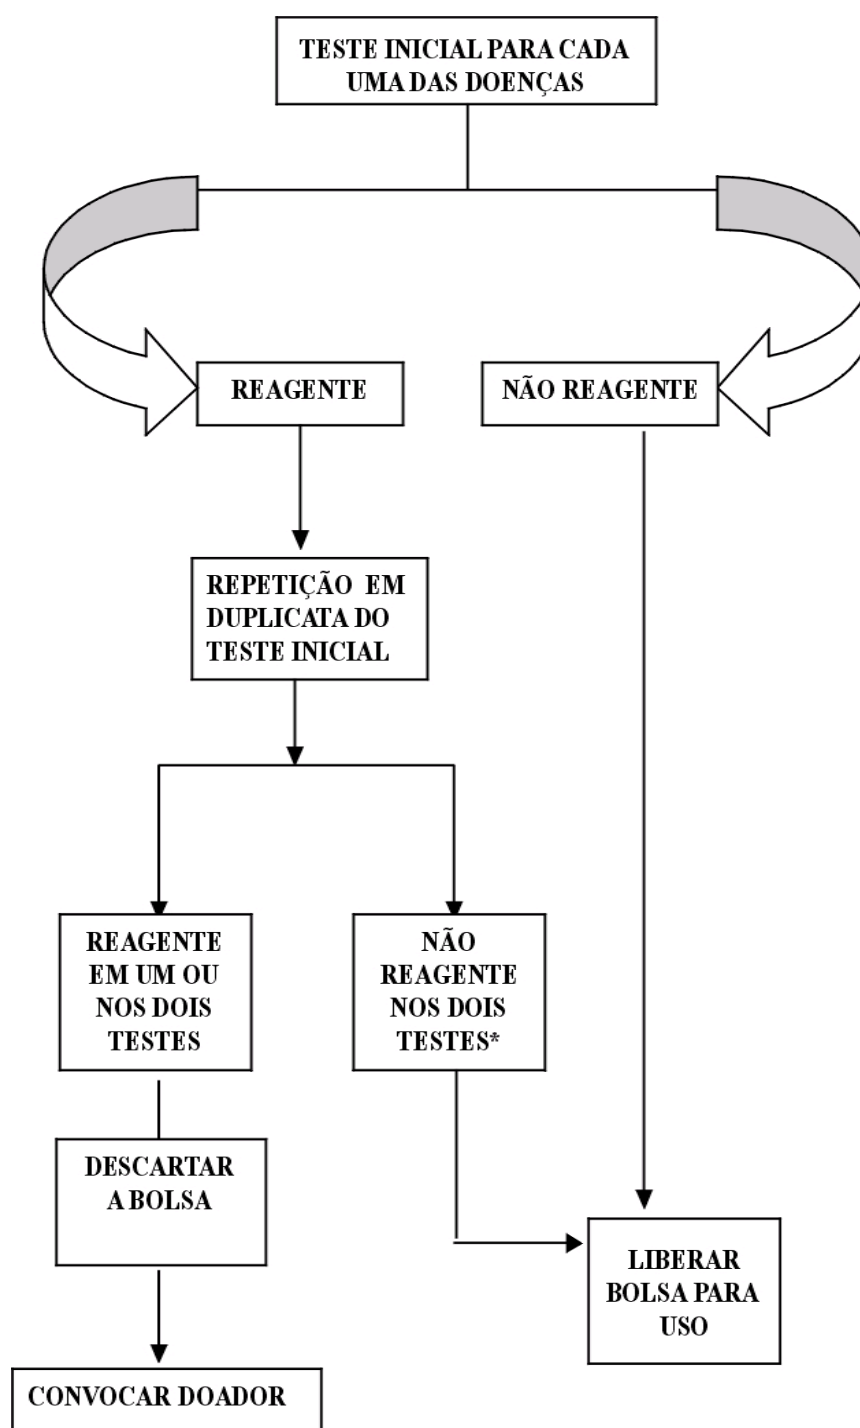 TESTE INICIAL PARA CADA
UMA DAS DOENÇAS
REAGENTE
NÃO REAGENTE
REPETIÇÃO EM
DUPLICATA DO
TESTE INICIAL
REAGENTE
EM UM OU
NOS DOIS
TESTES
NÃO
REAGENTE
NOS DOIS
TESTES*
DESCARTAR
A BOLSA
LIBERAR
BOLSA PARA
USO
CONVOCAR DOADOR